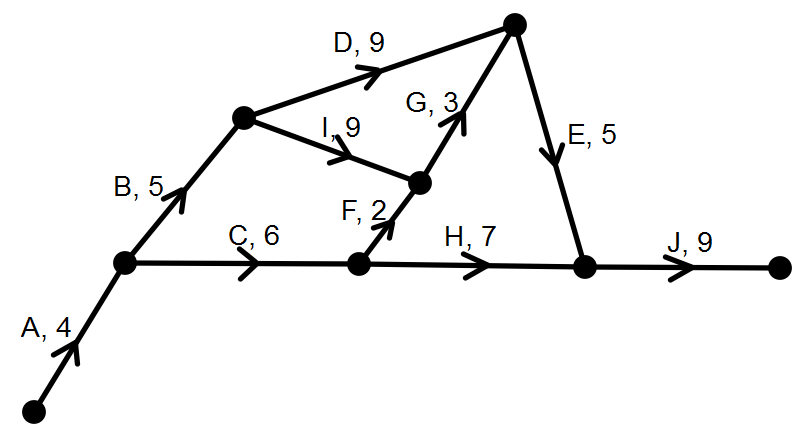 D, 9
G, 3
I, 9
E, 5
B, 5
F, 2
C, 6
H, 7
J, 9
A, 4